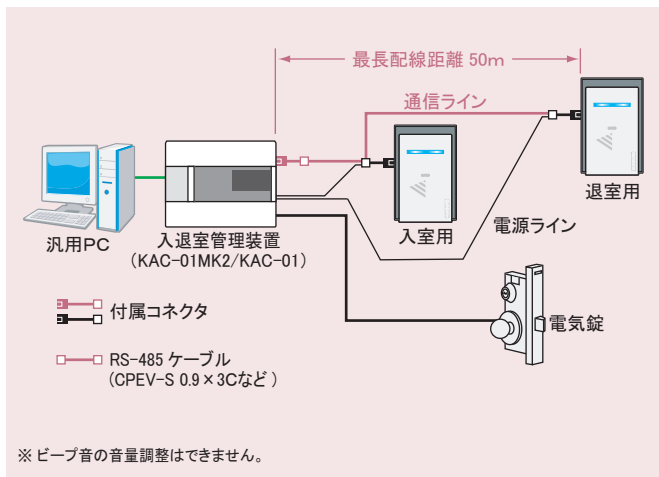 最長配線距離 50m
通信ライン
退室用
入室用
電源ライン
汎用PC
入退室管理装置
(KAC-01MK2/KAC-01)
電気錠
付属コネクタ
RS-485 ケーブル
(CPEV-S 0.9×3Cなど)
※ ビープ音の音量調整はできません。